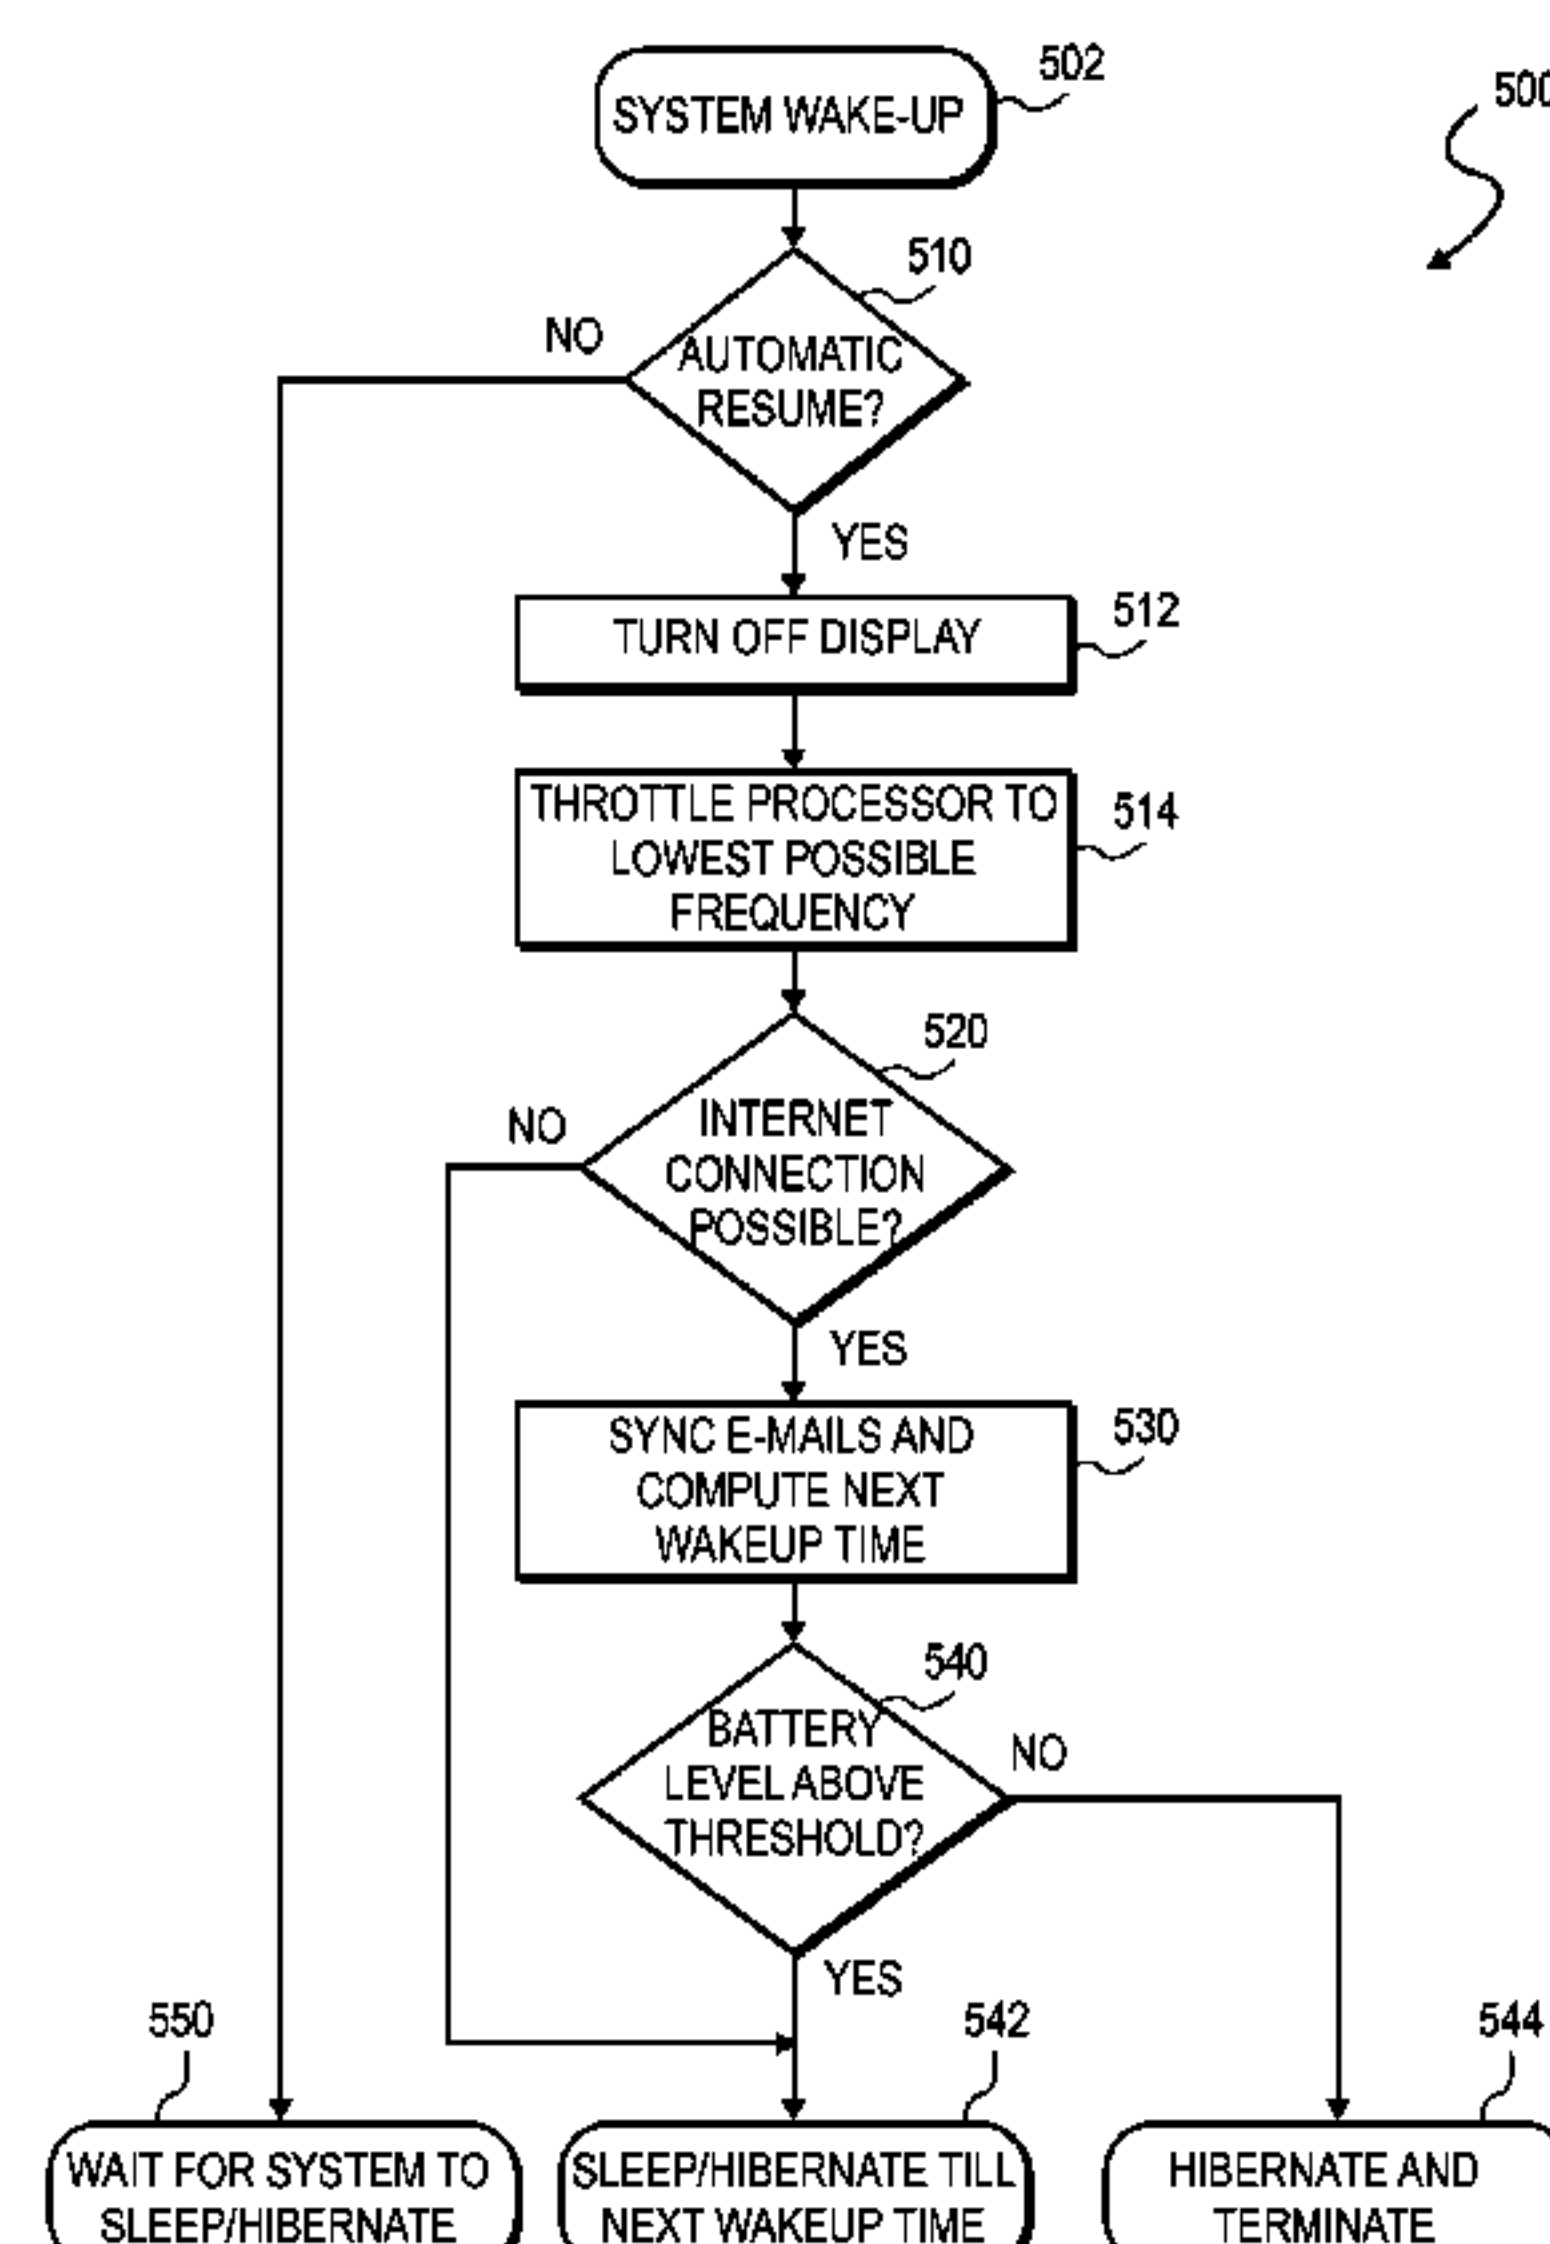 502
SYSTEM WAKE-UP
500
510
NO
AUTOMATIC
RESUME?
YES
512
TURN OFF DISPLAY
514
THROTTLE PROCESSOR TO
LOWEST POSSIBLE
FREQUENCY
520
NO
INTERNET
CONNECTION
POSSIBLE?
YES
530
SYNC E-MAILS AND
COMPUTE NEXT
WAKEUP TIME
540
BATTERY
LEVEL ABOVE
THRESHOLD?
NO
YES
550
542
544
WAIT FOR SYSTEM TO
SLEEP/HIBERNATE
SLEEP/HIBERNATE TILL
NEXT WAKEUP TIME
HIBERNATE AND
TERMINATE